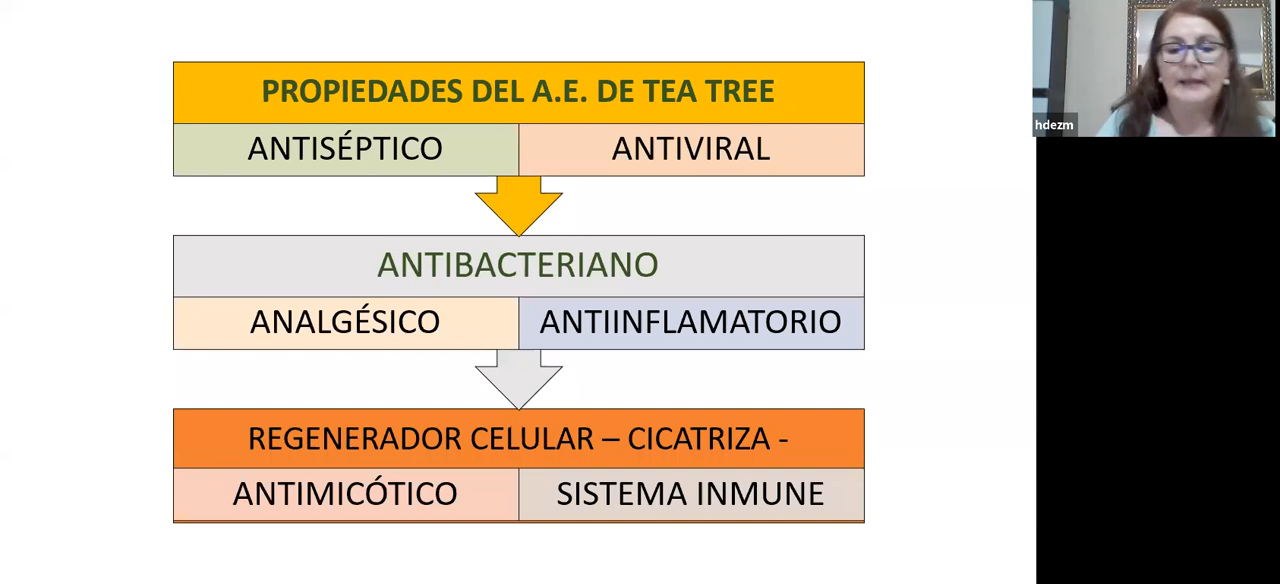 PROPIEDADES DEL A.E. DE TEA TREE
ANTISÉPTICO
ANTIVIRAL
ANTIBACTERIANO
ANALGÉSICO
ANTIINFLAMATORIO
REGENERADOR CELULAR – CICATRIZA -
ANTIMICÓTICO
SISTEMA INMUNE
hdezm